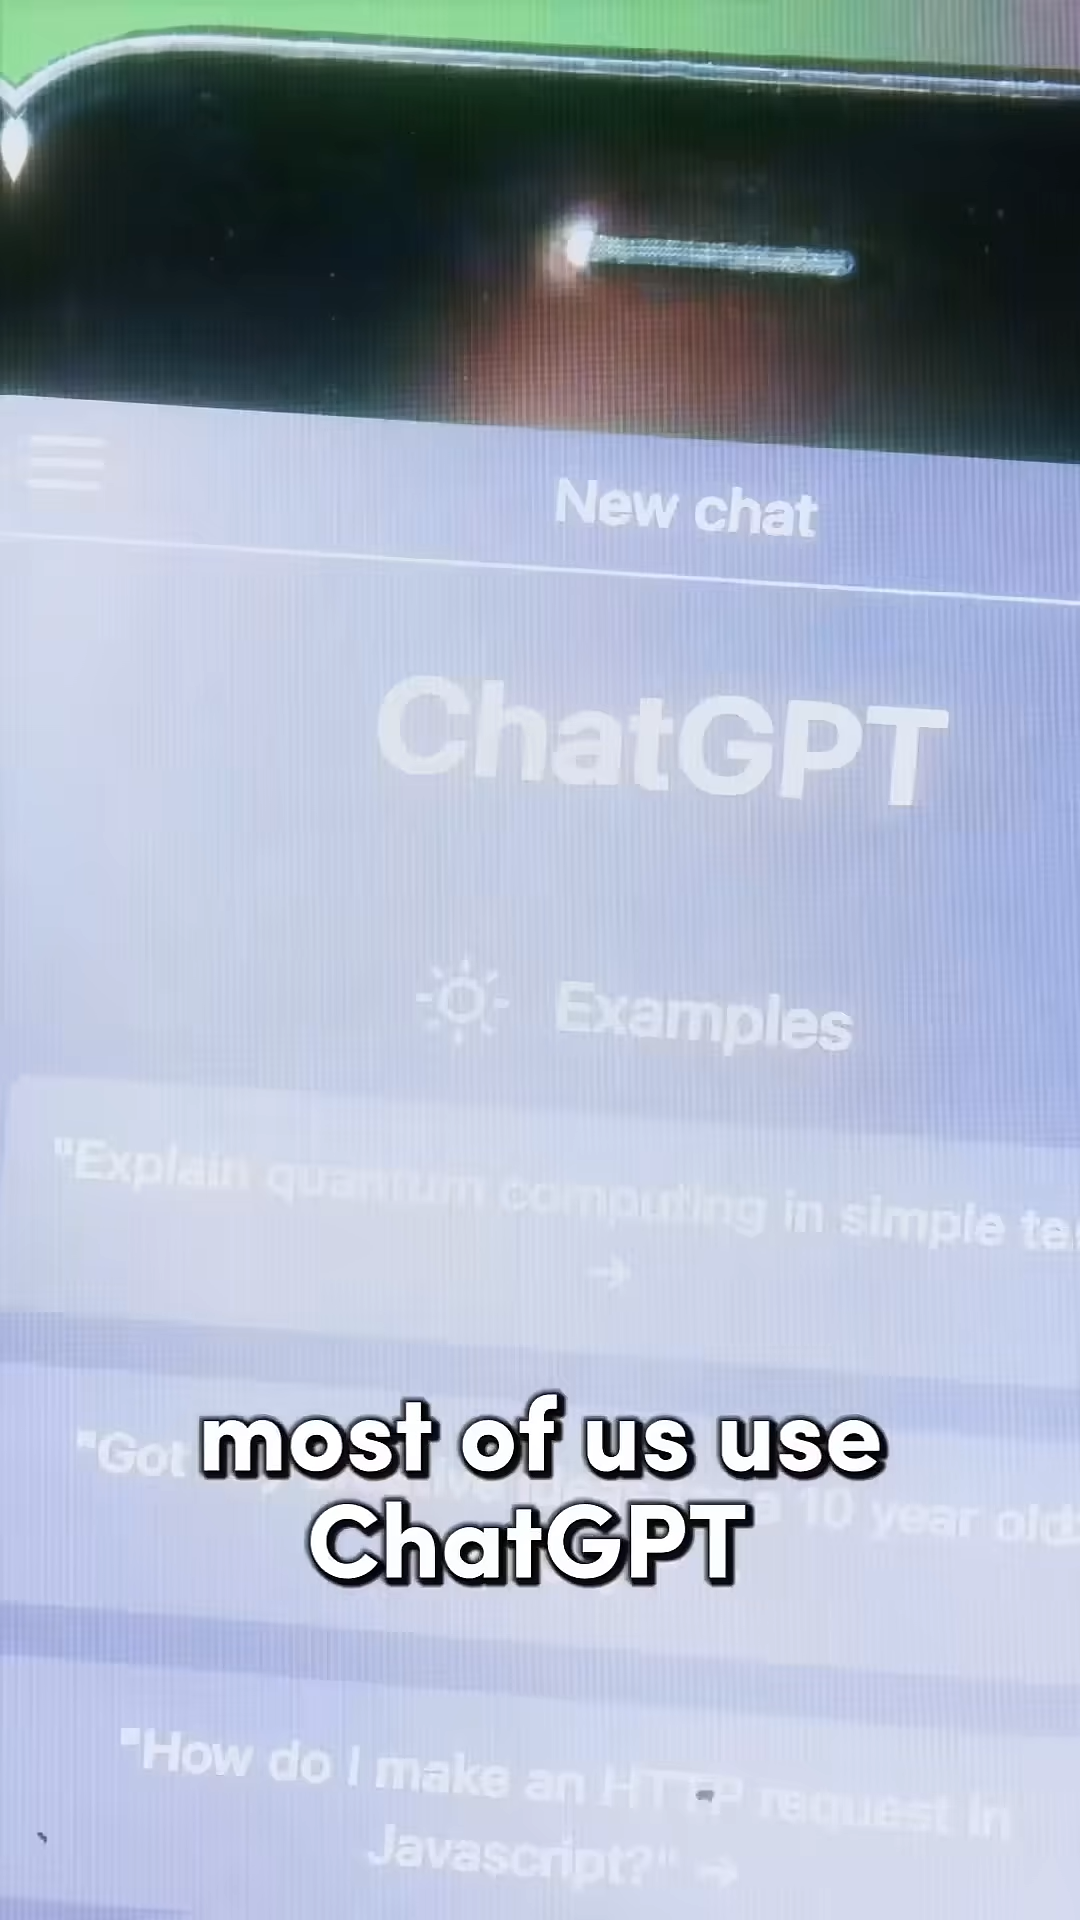 New chat
ChatGPT
Examples
"Explain quantum computing in simple
→
"Got
a 10 year old
most of us use
ChatGPT
"How do I make an HTTP request in
Javascript?" →